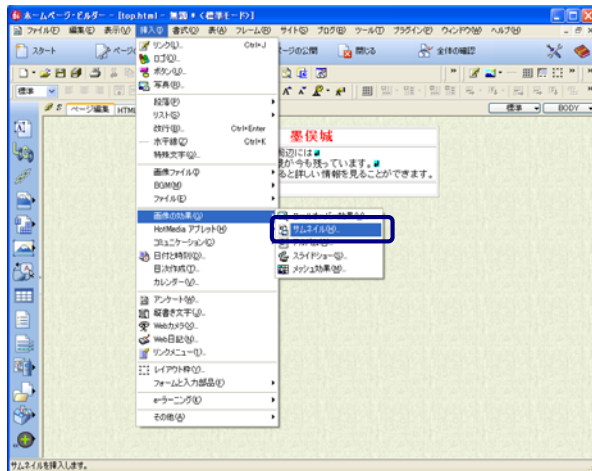 ホームページ・ビルダー - [top.html - 無題 * <標準モード>]
ファイル(F) 編集(E) 表示(V) 挿入(I) 書式(O) 表(A) フレーム(R) サイト(S) ブログ(B) ツール(T) プラグイン(P) ウィンドウ(W) ヘルプ(H)
スタート
ページの公開
閉じる
全体の確認
標準
ページ編集
HTML
標準
BODY
リンク(L)... Ctrl+J
ロゴ(O)...
ボタン(U)...
写真(R)...
段落(P)
リスト(S)
改行(B)... Ctrl+Enter
水平線(Z) Ctrl+K
特殊文字(Q)...
画像ファイル(I)
BGM(M)
ファイル(E)
画像の効果(G)
HotMedia アプレット(H)
コミュニケーション(C)
日付と時刻(D)...
目次作成(T)...
カレンダー(V)...
アンケート(W)...
縦書き文字(J)...
Webカメラ(X)...
Web日記(N)...
リンクメニュー(1)...
レイアウト枠(Y)...
フォームと入力部品(F)
e-ラーニング(K)
その他(A)
サムネイル(H)...
スライドショー(S)...
メッシュ効果(M)...
墨俣城
周辺には
が今も残っています。
ると詳しい情報を見ることができます。
サムネイルを挿入します。